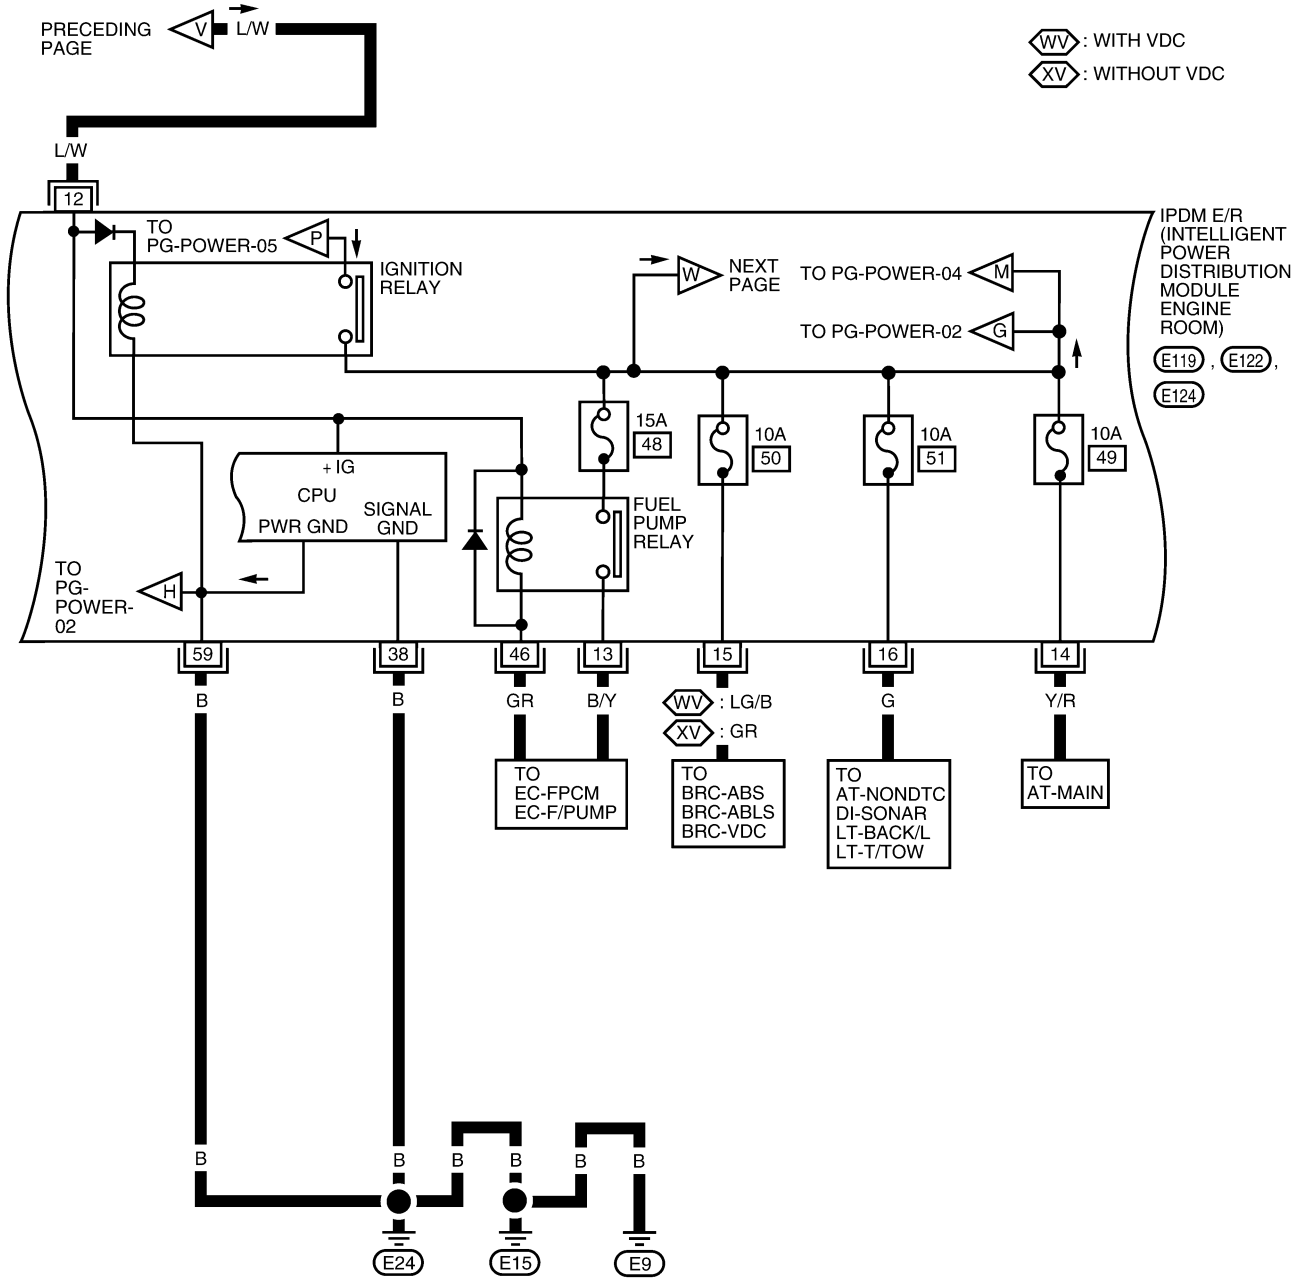 PRECEDING
PAGE
V
L/W
WV : WITH VDC
XV : WITHOUT VDC
L/W
12
TO
PG-POWER-05
P
IGNITION
RELAY
W
NEXT
PAGE
TO PG-POWER-04
M
TO PG-POWER-02
G
IPDM E/R
(INTELLIGENT
POWER
DISTRIBUTION
MODULE
ENGINE
ROOM)
E119 , E122 ,
E124
15A
48
10A
50
10A
51
10A
49
+ IG
CPU
PWR GND
SIGNAL
GND
FUEL
PUMP
RELAY
TO
PG-
POWER-
02
H
59
38
46
13
15
16
14
B
B
GR
B/Y
WV : LG/B
XV : GR
G
Y/R
TO
EC-FPCM
EC-F/PUMP
TO
BRC-ABS
BRC-ABLS
BRC-VDC
TO
AT-NONDTC
DI-SONAR
LT-BACK/L
LT-T/TOW
TO
AT-MAIN
B
B
B
B
B
B
E24
E15
E9